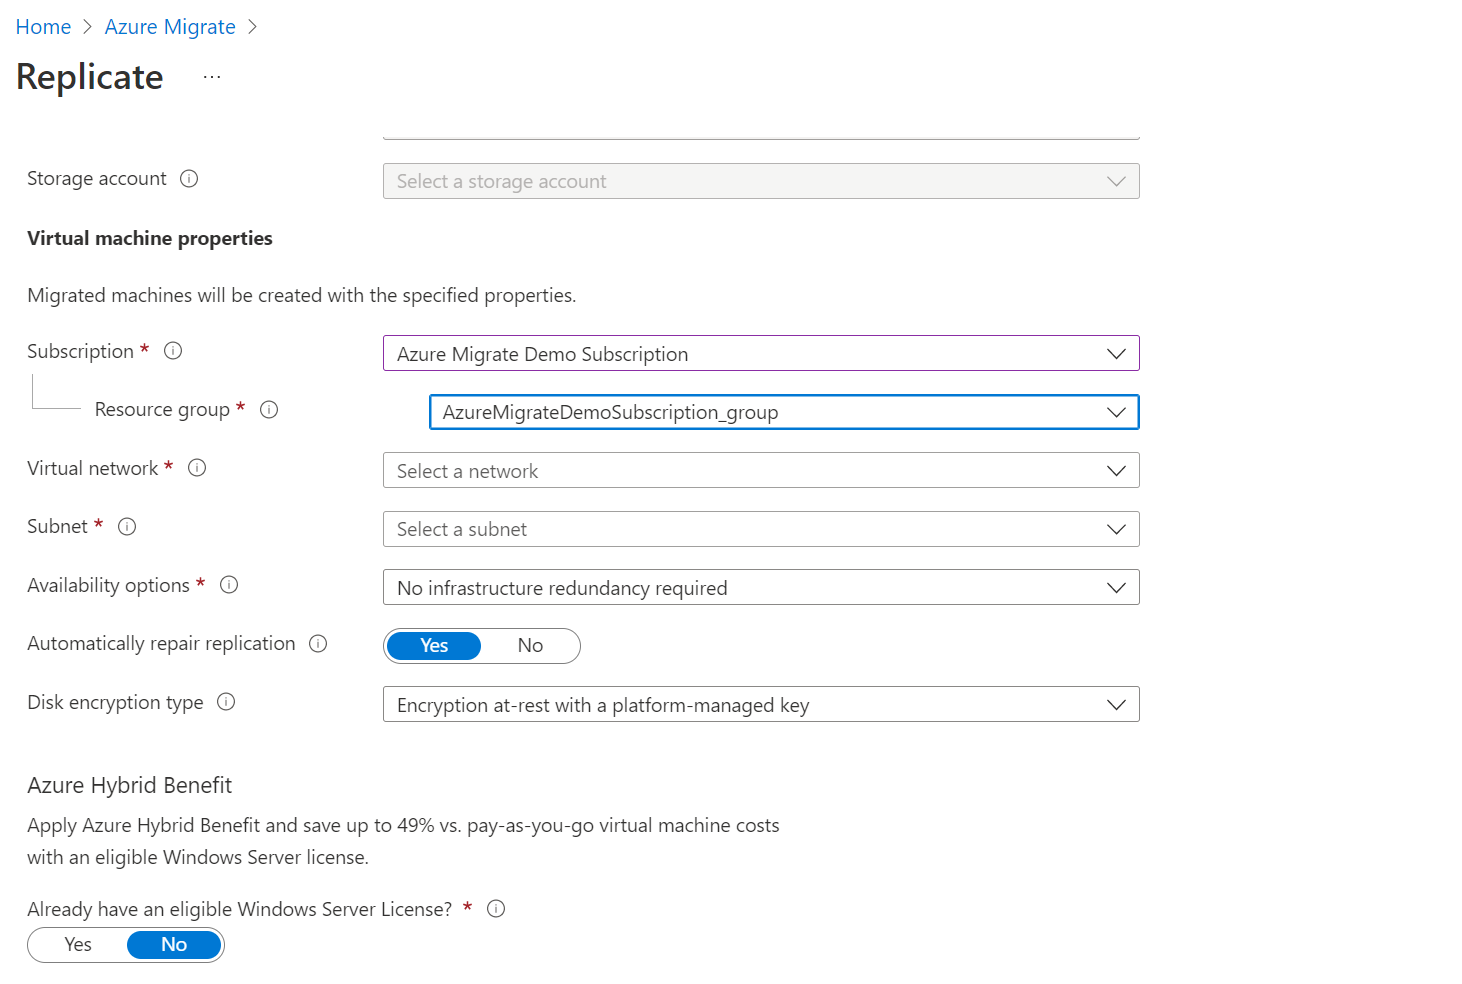 Home > Azure Migrate >
Replicate ...
Storage account Select a storage account
Virtual machine properties
Migrated machines will be created with the specified properties.
Subscription * Azure Migrate Demo Subscription
Resource group * AzureMigrateDemoSubscription_group
Virtual network * Select a network
Subnet * Select a subnet
Availability options * No infrastructure redundancy required
Automatically repair replication Yes No
Disk encryption type Encryption at-rest with a platform-managed key
Azure Hybrid Benefit
Apply Azure Hybrid Benefit and save up to 49% vs. pay-as-you-go virtual machine costs
with an eligible Windows Server license.
Already have an eligible Windows Server License? *
Yes No